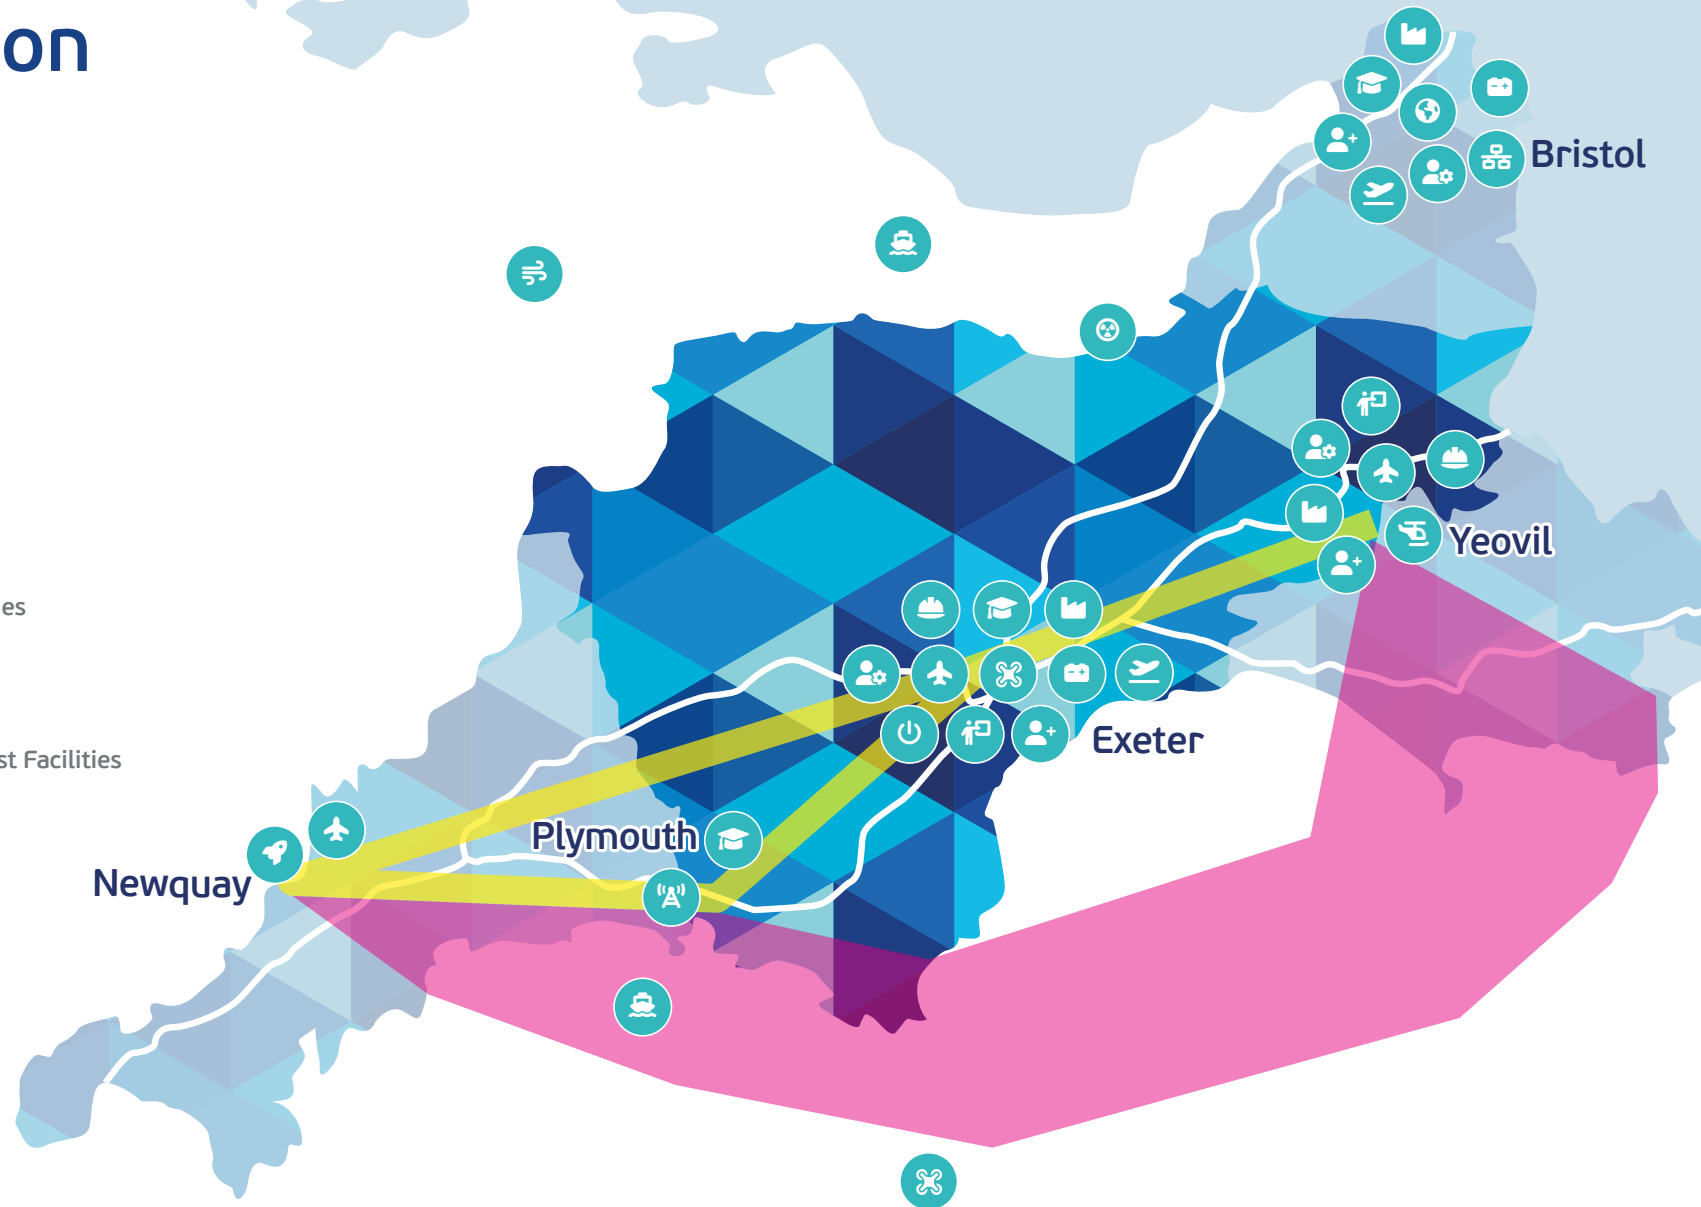 on
Bristol
Yeovil
es
Exeter
st Facilities
Plymouth
Newquay